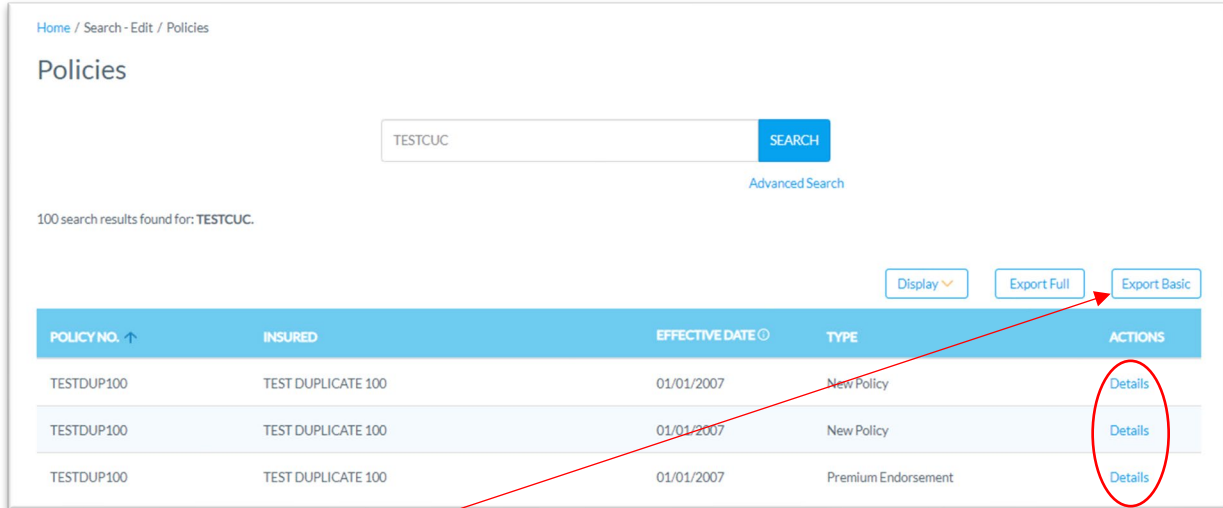 Home / Search - Edit / Policies
Policies
TESTCUC SEARCH
Advanced Search
100 search results found for: TESTCUC.
Display Export Full Export Basic
POLICY NO. INSURED EFFECTIVE DATE TYPE ACTIONS
TESTDUP100 TEST DUPLICATE 100 01/01/2007 New Policy Details
TESTDUP100 TEST DUPLICATE 100 01/01/2007 New Policy Details
TESTDUP100 TEST DUPLICATE 100 01/01/2007 Premium Endorsement Details